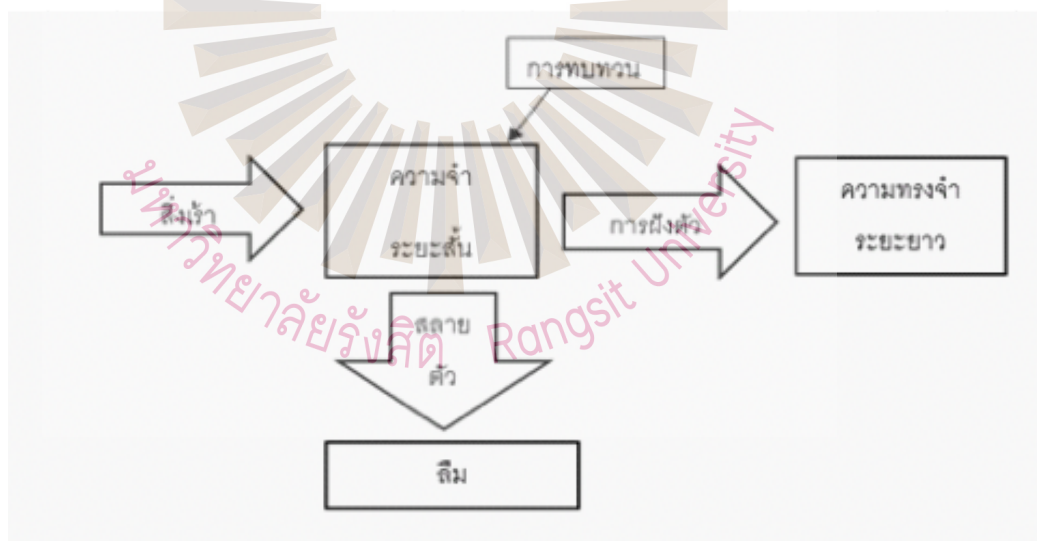 การทบทวน
สิ่งเร้า
ความจำ
ระยะสั้น
การฝังตัว
ความทรงจำ
ระยะยาว
สลาย
ตัว
ลืม
มหาวิทยาลัยรังสิต Rangsit University